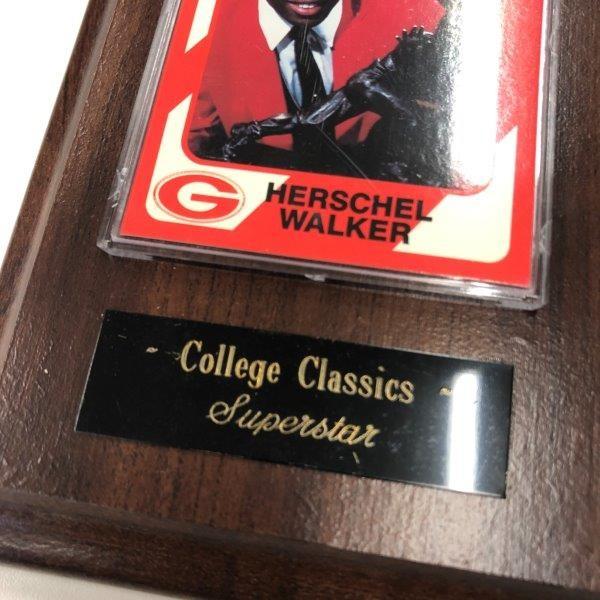 G
HERSCHEL
WALKER
~ College Classics ~
Superstar